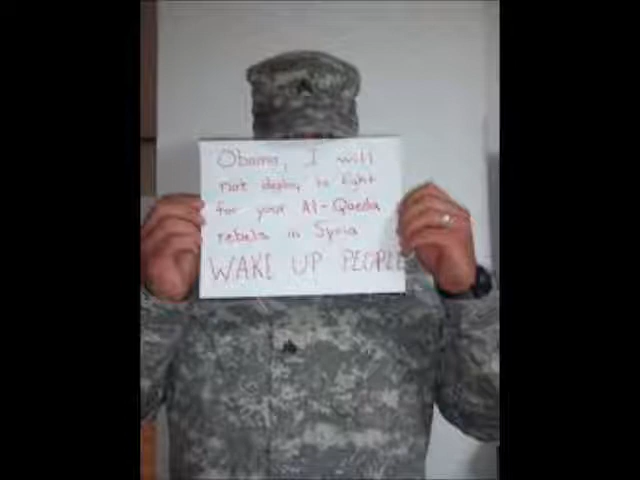 Obama, I will
not deploy to fight
for your Al-Qaeda
rebels in Syria
WAKE UP PEOPLE